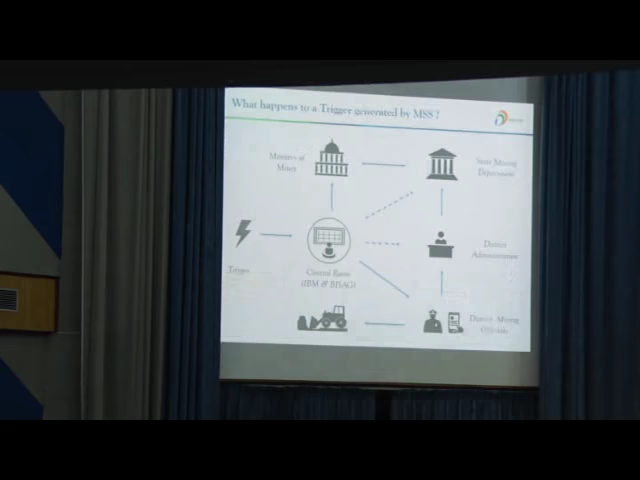 What happens to a Trigger generated by MSS ?
Ministry of
Mines
State Mining
Department
Trigger
Control Room
(IBM & BISAG)
District
Administration
District Mining
Officials